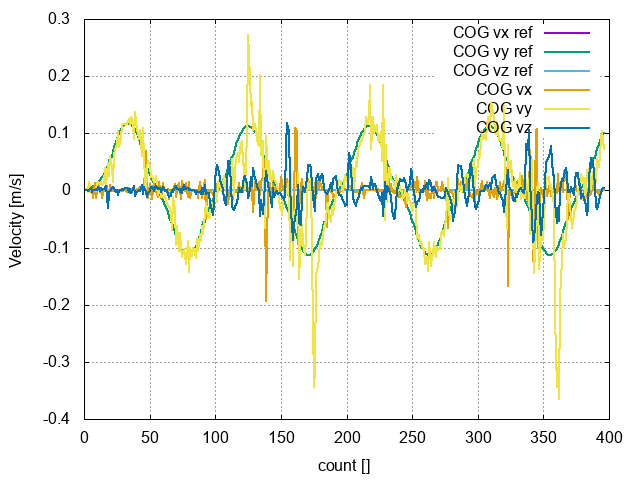 0.3
0.2
0.1
0
-0.1
-0.2
-0.3
-0.4
Velocity [m/s]
COG vx ref
COG vy ref
COG vz ref
COG vx
COG vy
COG vz
0 50 100 150 200 250 300 350 400
count []